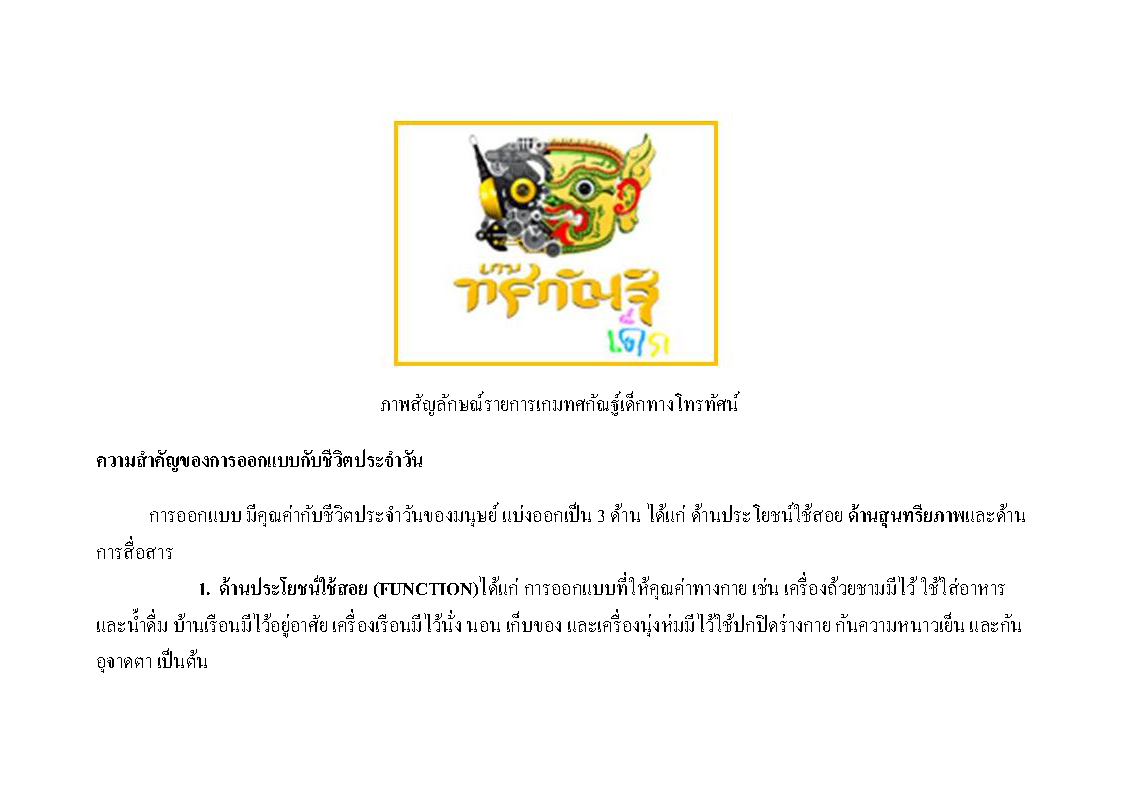 เกม
ทศกัณฐ์
เด็ก
ภาพสัญลักษณ์รายการเกมทศกัณฐ์เด็กทางโทรทัศน์
ความสำคัญของการออกแบบกับชีวิตประจำวัน
การออกแบบ มีคุณค่ากับชีวิตประจำวันของมนุษย์ แบ่งออกเป็น 3 ด้าน ได้แก่ ด้านประโยชน์ใช้สอย ด้านสุนทรียภาพและด้าน
การสื่อสาร
1. ด้านประโยชน์ใช้สอย (FUNCTION)ได้แก่ การออกแบบที่ให้คุณค่าทางกาย เช่น เครื่องถ้วยชามมีไว้ ใช้ใส่อาหาร
และน้ำดื่ม บ้านเรือนมีไว้อยู่อาศัย เครื่องเรือนมีไว้นั่ง นอน เก็บของ และเครื่องนุ่งห่มมีไว้ใช้ปกปิดร่างกาย กันความหนาวเย็น และกัน
อุจาดตา เป็นต้น